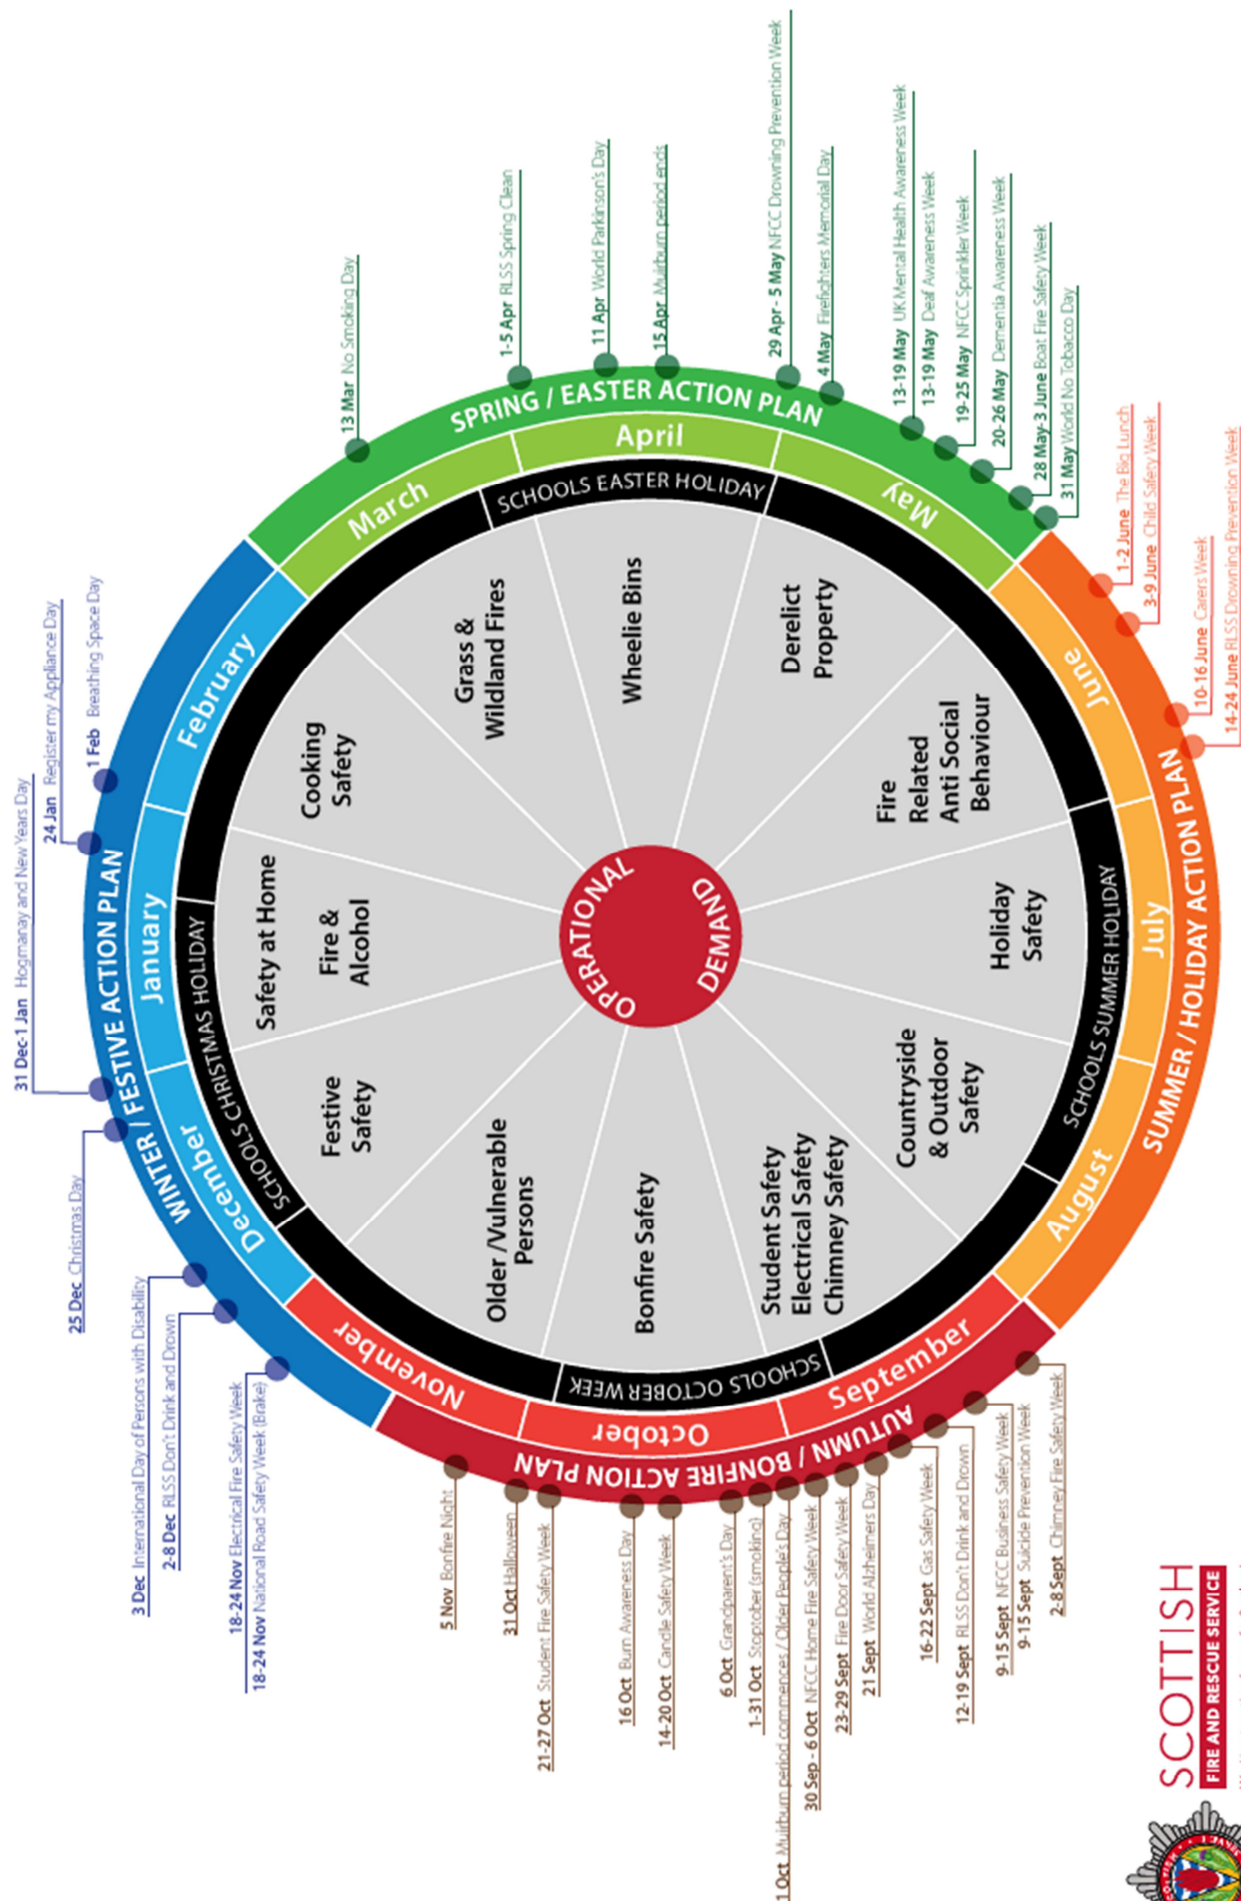 31 Dec-1 Jan Hogmanay and New Years Day
24 Jan Register my Appliance Day
1 Feb Breathing Space Day
25 Dec Christmas Day
3 Dec International Day of Persons with Disability
2-8 Dec RLSS Don't Drink and Drown
18-24 Nov Electrical Fire Safety Week
18-24 Nov National Road Safety Week (Brake)
13 Mar No Smoking Day
1-5 Apr RLSS Spring Clean
11 Apr World Parkinson's Day
15 Apr Muirburn period ends
29 Apr - 5 May NFCC Drowning Prevention Week
4 May Firefighters Memorial Day
13-19 May UK Mental Health Awareness Week
13-19 May Deaf Awareness Week
19-25 May NFCC Sprinkler Week
20-26 May Dementia Awareness Week
28 May-3 June Boat Fire Safety Week
31 May World No Tobacco Day
1-2 June The Big Lunch
3-9 June Child Safety Week
10-16 June Carers Week
14-24 June RLSS Drowning Prevention Week
5 Nov Bonfire Night
31 Oct Halloween
21-27 Oct Student Fire Safety Week
16 Oct Burn Awareness Day
14-20 Oct Candle Safety Week
6 Oct Grandparent's Day
1-31 Oct Stoptober (smoking)
1 Oct Muirburn period commences / Older People's Day
30 Sep - 6 Oct NFCC Home Fire Safety Week
23-29 Sept Fire Door Safety Week
21 Sept World Alzheimers Day
16-22 Sept Gas Safety Week
12-19 Sept RLSS Don't Drink and Drown
9-15 Sept NFCC Business Safety Week
9-15 Sept Suicide Prevention Week
2-8 Sept Chimney Fire Safety Week
WINTER / FESTIVE ACTION PLAN
SPRING / EASTER ACTION PLAN
SUMMER / HOLIDAY ACTION PLAN
AUTUMN / BONFIRE ACTION PLAN
January
February
March
April
May
June
July
August
September
October
November
December
SCHOOLS CHRISTMAS HOLIDAY
SCHOOLS EASTER HOLIDAY
SCHOOLS SUMMER HOLIDAY
SCHOOLS OCTOBER WEEK
Safety at Home
Fire &
Alcohol
Cooking
Safety
Grass &
Wildland Fires
Wheelie Bins
Derelict
Property
Fire
Related
Anti Social
Behaviour
Holiday
Safety
Countryside
& Outdoor
Safety
Student Safety
Electrical Safety
Chimney Safety
Bonfire Safety
Older /Vulnerable
Persons
Festive
Safety
OPERATIONAL
DEMAND
SCOTTISH
FIRE AND RESCUE SERVICE